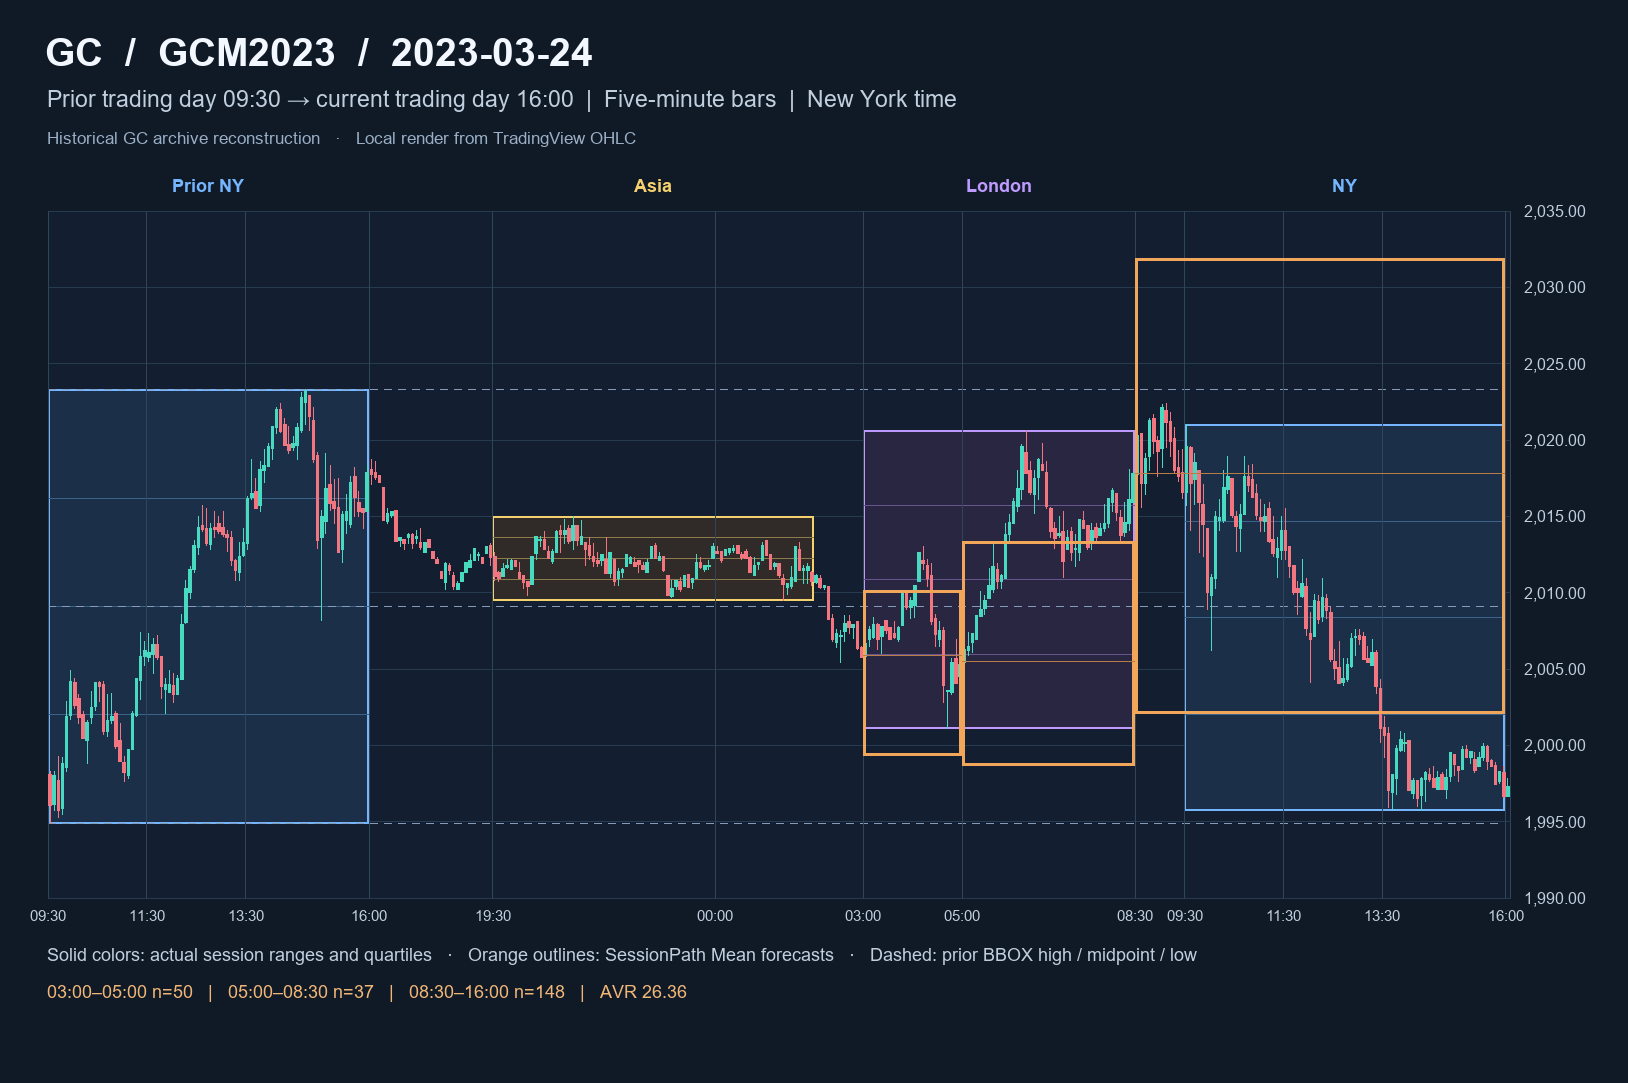 GC / GCM2023 / 2023-03-24
Prior trading day 09:30 → current trading day 16:00 | Five-minute bars | New York time
Historical GC archive reconstruction · Local render from TradingView OHLC
Prior NY Asia London NY
2,035.00
2,030.00
2,025.00
2,020.00
2,015.00
2,010.00
2,005.00
2,000.00
1,995.00
1,990.00
09:30 11:30 13:30 16:00 19:30 00:00 03:00 05:00 08:30 09:30 11:30 13:30 16:00
Solid colors: actual session ranges and quartiles · Orange outlines: SessionPath Mean forecasts · Dashed: prior BBOX high / midpoint / low
03:00–05:00 n=50 | 05:00–08:30 n=37 | 08:30–16:00 n=148 | AVR 26.36